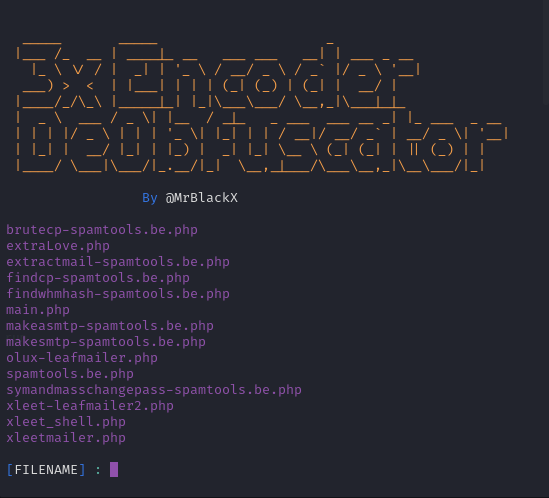 3xEncoder
Deobfuscator
By @MrBlackX
brutecp-spamtools.be.php
extraLove.php
extractmail-spamtools.be.php
findcp-spamtools.be.php
findwhmhash-spamtools.be.php
main.php
makeasmtp-spamtools.be.php
makesmtp-spamtools.be.php
olux-leafmailer.php
spamtools.be.php
symandmasschangepass-spamtools.be.php
xleet-leafmailer2.php
xleet_shell.php
xleetmailer.php
[FILENAME] :